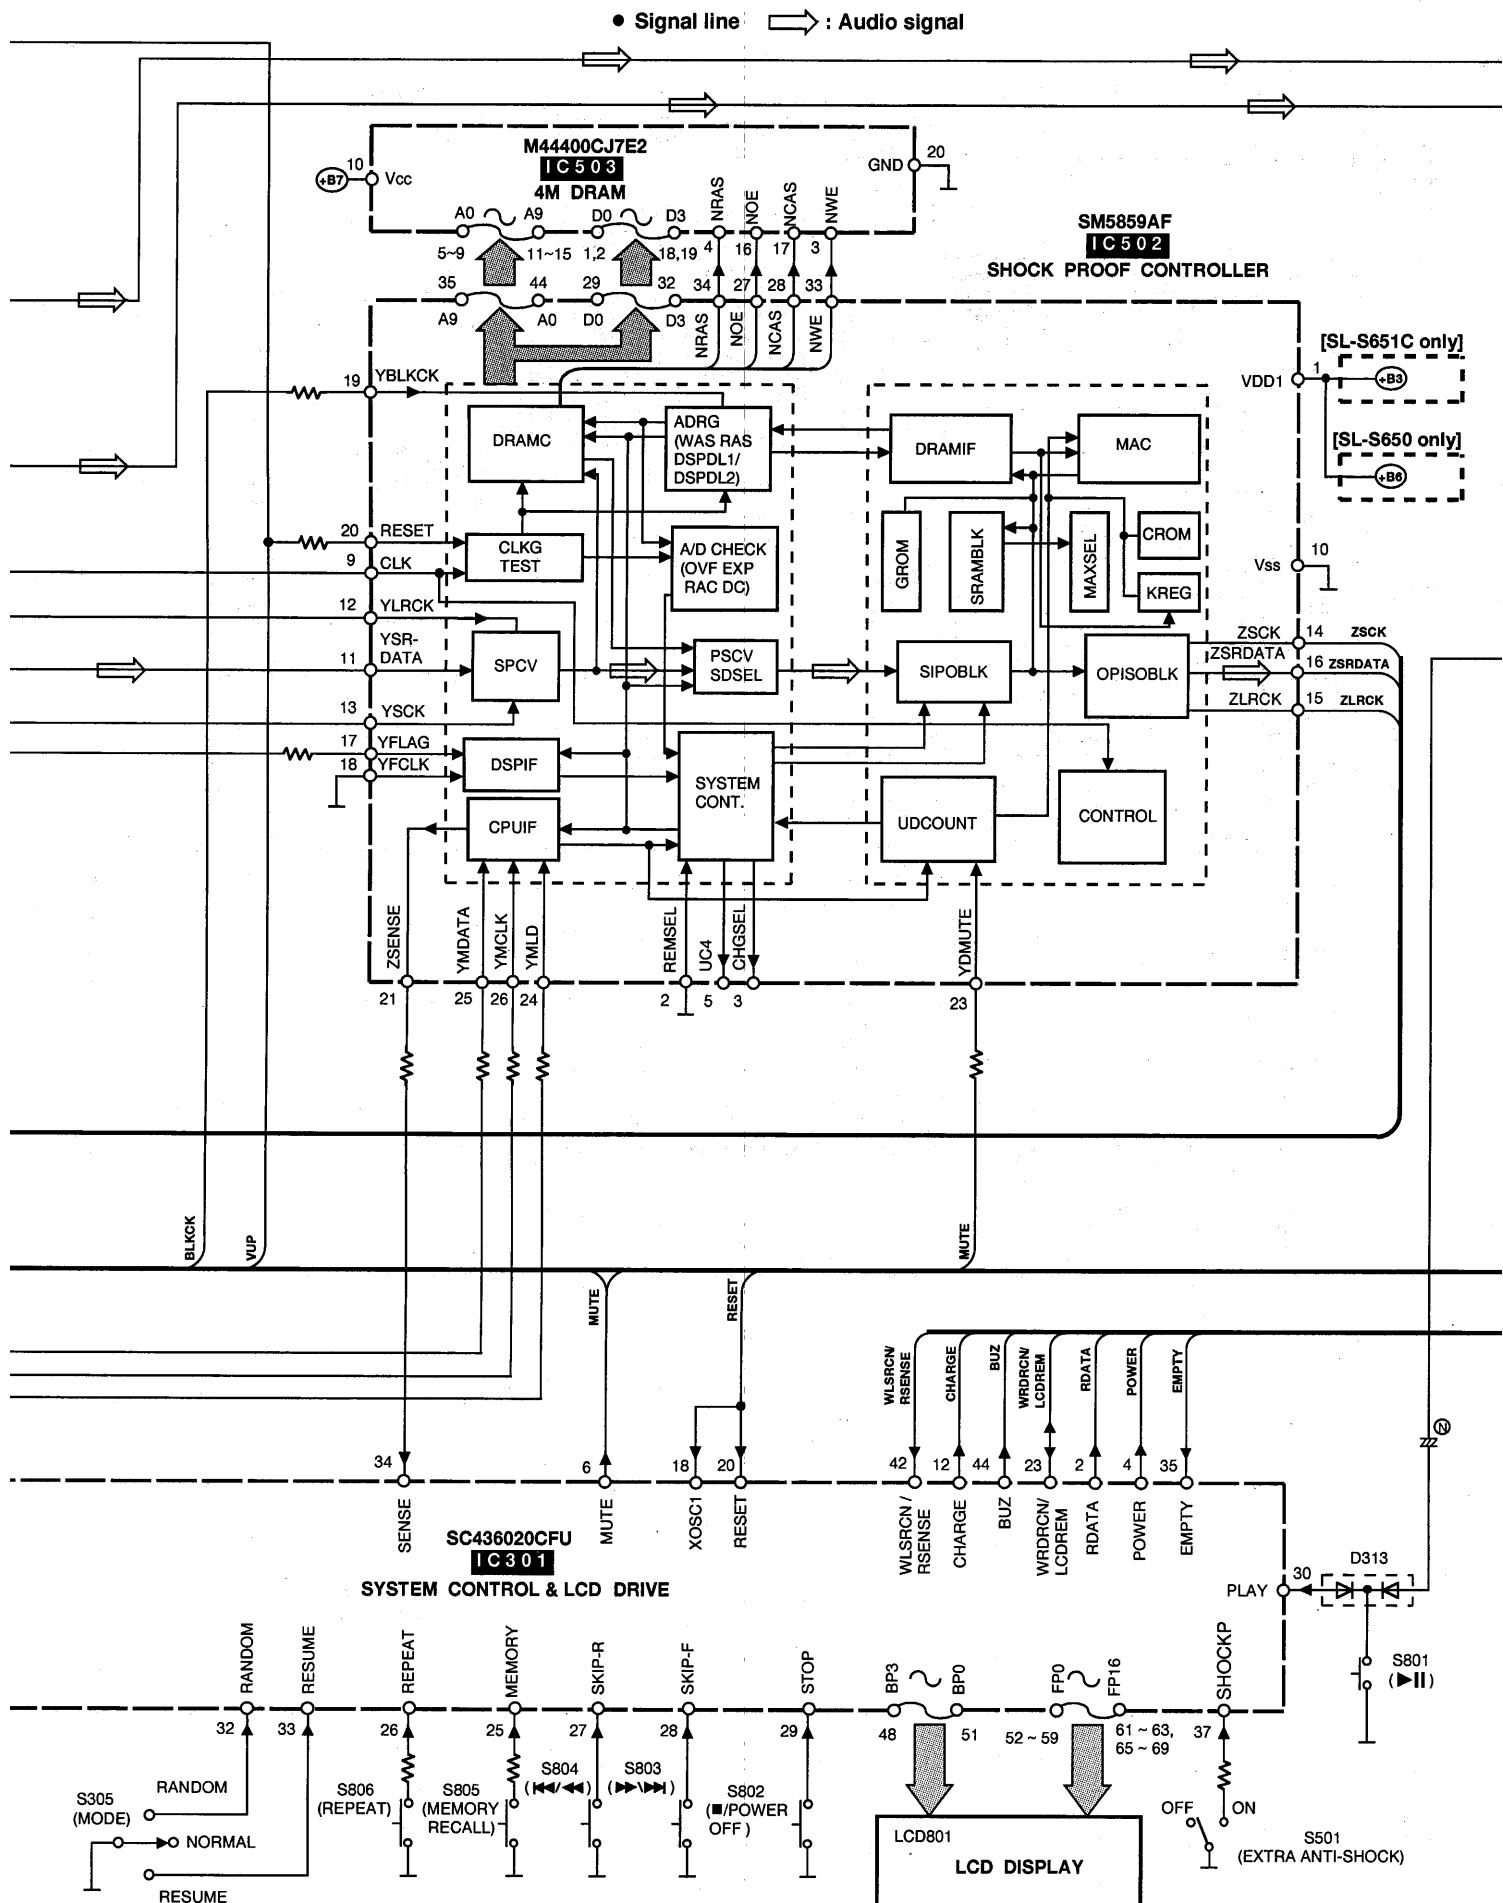 ● Signal line ⇨ : Audio signal
M44400CJ7E2
IC503
4M DRAM
+B7
10
Vcc
GND
20
A0
A9
D0
D3
NRAS
NOE
NCAS
NWE
5~9
11~15
1,2
18,19
4
16
17
3
SM5859AF
IC502
SHOCK PROOF CONTROLLER
35
44
29
32
34
27
28
33
A9
A0
D0
D3
NRAS
NOE
NCAS
NWE
[SL-S651C only]
+B3
[SL-S650 only]
+B6
VDD1
1
19
YBLKCK
DRAMC
ADRG
(WAS RAS
DSPDL1/
DSPDL2)
DRAMIF
MAC
20
RESET
9
CLK
CLKG
TEST
A/D CHECK
(OVF EXP
RAC DC)
GROM
SRAMBLK
MAXSEL
CROM
KREG
Vss
10
12
YLRCK
YSR-
DATA
11
SPCV
PSCV
SDSEL
SIPOBLK
OPISOBLK
ZSCK
14
ZSCK
ZSRDATA
16
ZSRDATA
ZLRCK
15
ZLRCK
13
YSCK
17
YFLAG
18
YFCLK
DSPIF
SYSTEM
CONT.
CPUIF
UDCOUNT
CONTROL
ZSENSE
YMDATA
YMCLK
YMLD
REMSEL
UC4
CHGSEL
YDMUTE
21
25
26
24
2
5
3
23
BLKCK
VUP
MUTE
MUTE
RESET
WLSRCN/
RSENSE
CHARGE
BUZ
WRDRCN/
LCDREM
RDATA
POWER
EMPTY
N
34
6
18
20
42
12
44
23
2
4
35
SENSE
MUTE
XOSC1
RESET
WLSRCN /
RSENSE
CHARGE
BUZ
WRDRCN/
LCDREM
RDATA
POWER
EMPTY
SC436020CFU
IC301
SYSTEM CONTROL & LCD DRIVE
PLAY
30
D313
S801
(▶II)
RANDOM
RESUME
REPEAT
MEMORY
SKIP-R
SKIP-F
STOP
BP3
BP0
FP0
FP16
SHOCKP
32
33
26
25
27
28
29
48
51
52 ~ 59
61 ~ 63,
65 ~ 69
37
S305
(MODE)
RANDOM
NORMAL
RESUME
S806
(REPEAT)
S805
(MEMORY
RECALL)
S804
(|◀◀/◀◀)
S803
(▶▶\▶▶|)
S802
(■/POWER
OFF )
LCD801
LCD DISPLAY
OFF
ON
S501
(EXTRA ANTI-SHOCK)